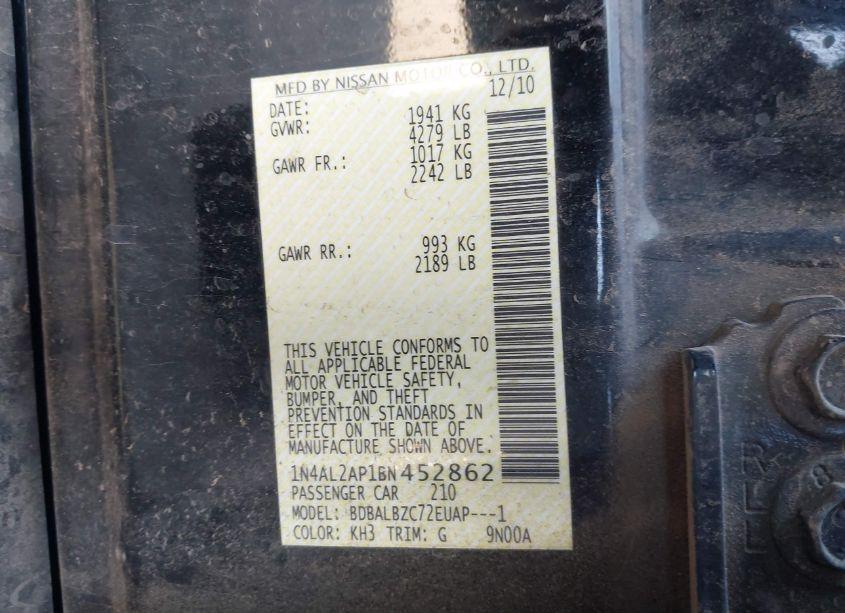 MFD BY NISSAN MOTOR CO., LTD.
DATE: 12/10
GVWR: 1941 KG
4279 LB
GAWR FR.: 1017 KG
2242 LB
GAWR RR.: 993 KG
2189 LB
THIS VEHICLE CONFORMS TO
ALL APPLICABLE FEDERAL
MOTOR VEHICLE SAFETY,
BUMPER, AND THEFT
PREVENTION STANDARDS IN
EFFECT ON THE DATE OF
MANUFACTURE SHOWN ABOVE.
1N4AL2AP1BN452862
PASSENGER CAR 210
MODEL: BDBALBZC72EUAP---1
COLOR: KH3 TRIM: G 9N00A
8